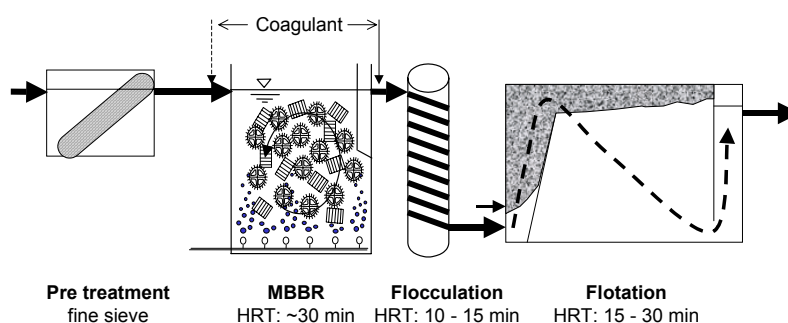 Coagulant
Pre treatment
fine sieve
MBBR
HRT: ~30 min
Flocculation
HRT: 10 - 15 min
Flotation
HRT: 15 - 30 min